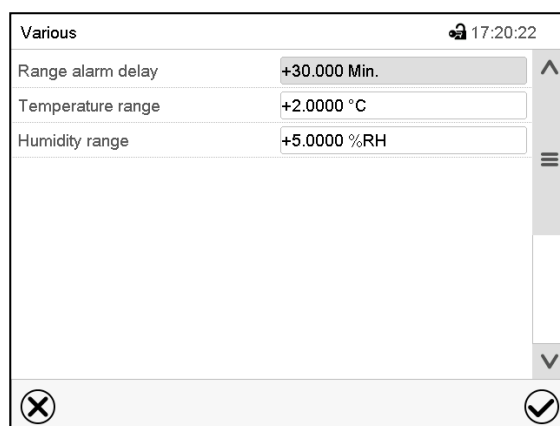 Various 17:20:22
Range alarm delay +30.000 Min.
Temperature range +2.0000 °C
Humidity range +5.0000 %RH